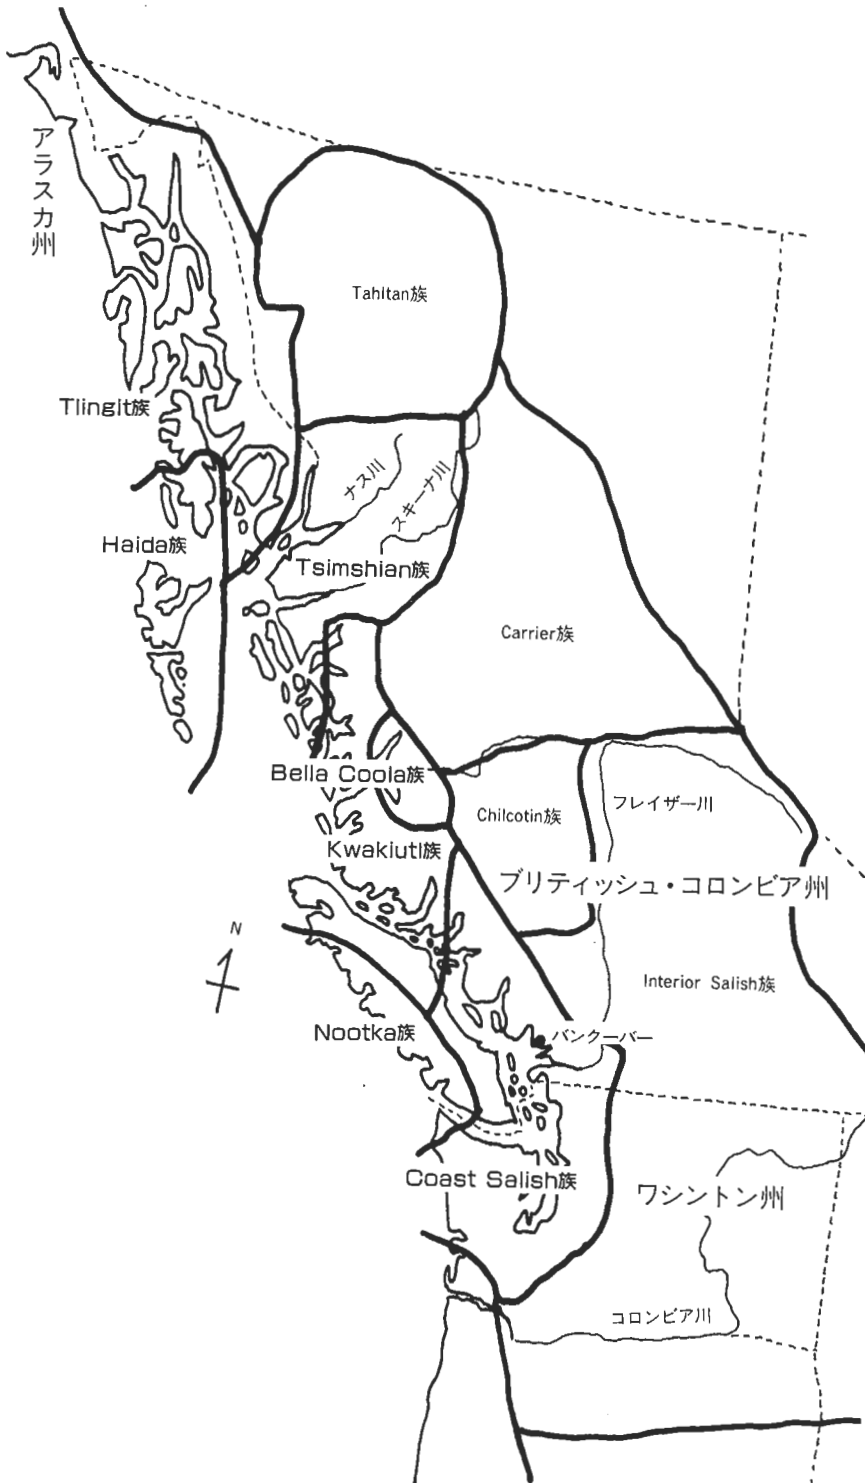 アラスカ州
Tahltan族
Tlingit族
ナス川
スキーナ川
Haida族
Tsimshian族
Carrier族
Bella Coola族
Chilcotin族
フレイザー川
Kwakiutl族
ブリティッシュ・コロンビア州
N
Interior Salish族
Nootka族
バンクーバー
Coast Salish族
ワシントン州
コロンビア川